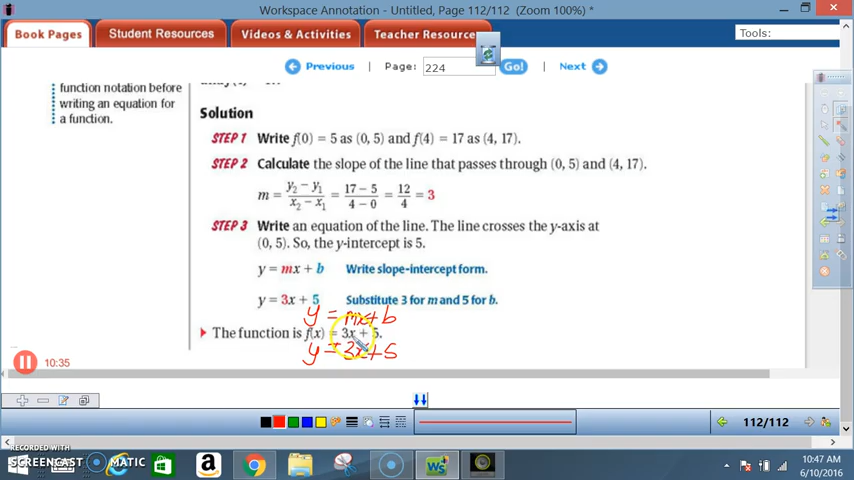 Workspace Annotation - Untitled, Page 112/112 (Zoom 100%) *
Book Pages
Student Resources
Videos & Activities
Teacher Resource
Tools:
Previous | Page: 224 Go! | Next
function notation before
writing an equation for
a function.
Solution
STEP 1 Write f(0) = 5 as (0, 5) and f(4) = 17 as (4, 17).
STEP 2 Calculate the slope of the line that passes through (0, 5) and (4, 17).
m = y₂ − y₁ / x₂ − x₁ = 17 − 5 / 4 − 0 = 12 / 4 = 3
STEP 3 Write an equation of the line. The line crosses the y-axis at
(0, 5). So, the y-intercept is 5.
y = mx + b Write slope-intercept form.
y = 3x + 5 Substitute 3 for m and 5 for b.
y = mx + b
The function is f(x) = 3x + 5.
y = 3x + 5
10:35
112/112
RECORDED WITH
SCREENCAST MATIC
WS
10:47 AM
6/10/2016